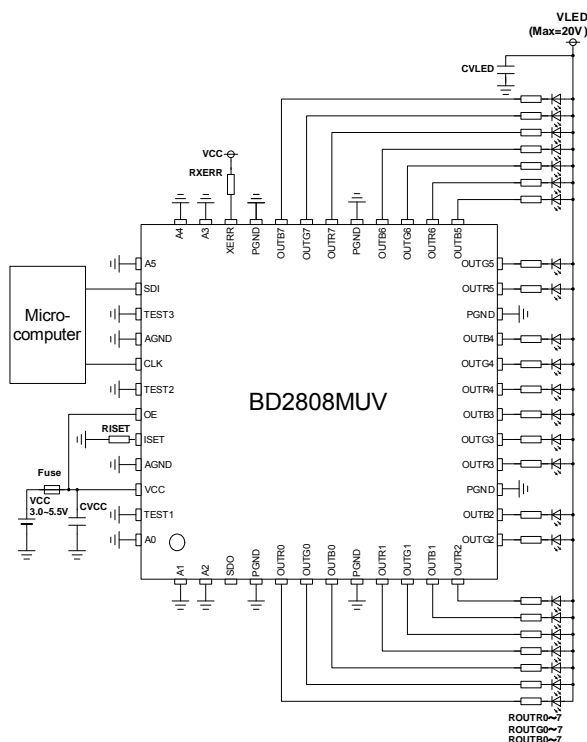 VLED
(Max=20V)
CVLED
VCC
RXERR
A4
A3
XERR
PGND
OUTB7
OUTG7
OUTR7
PGND
OUTB6
OUTG6
OUTR6
OUTB5
A5
SDI
TEST3
AGND
CLK
TEST2
OE
ISET
AGND
VCC
TEST1
A0
Micro-
computer
RISET
Fuse
VCC
3.0~5.5V
CVCC
BD2808MUV
OUTG5
OUTR5
PGND
OUTB4
OUTG4
OUTR4
OUTB3
OUTG3
OUTR3
PGND
OUTB2
OUTG2
A1
A2
SDO
PGND
OUTR0
OUTG0
OUTB0
PGND
OUTR1
OUTG1
OUTB1
OUTR2
ROUTR0~7
ROUTG0~7
ROUTB0~7